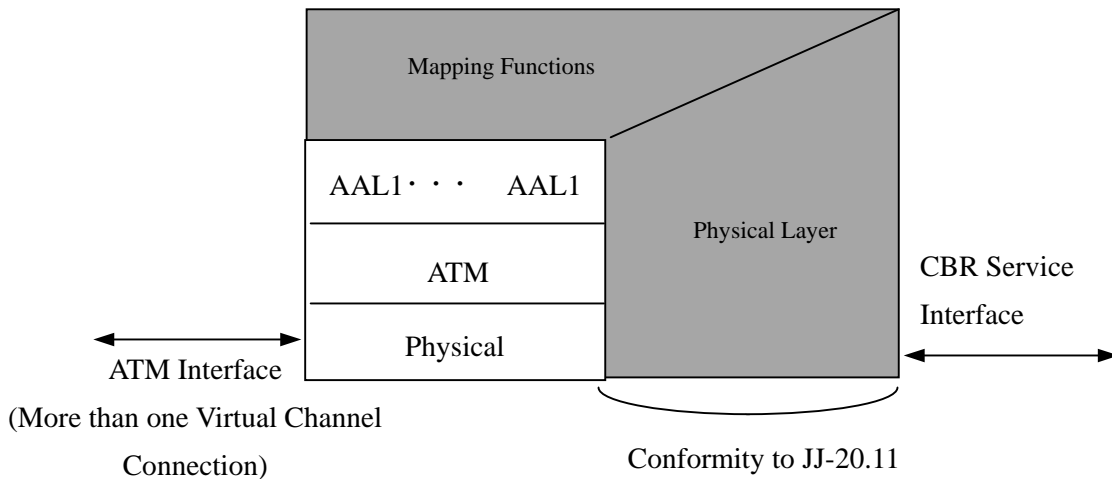 Mapping Functions
AAL1・・・ AAL1
Physical Layer
ATM
CBR Service
Interface
Physical
ATM Interface
(More than one Virtual Channel
Connection)
Conformity to JJ-20.11